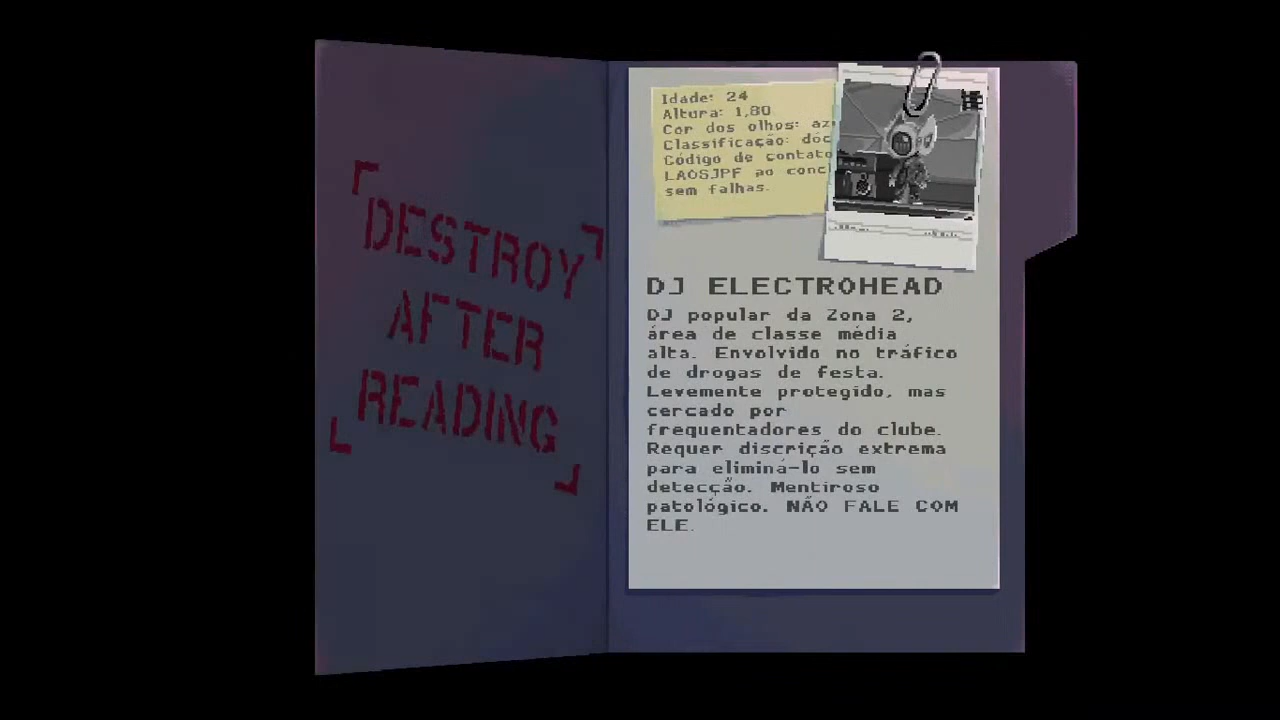 DESTROY
AFTER
READING
Idade: 24
Altura: 1,80
Cor dos olhos:
Classificação:
Código de contato
LAOSJPF ao
sem falhas.
DJ ELECTROHEAD
DJ popular da Zona 2,
área de classe média
alta. Envolvido no tráfico
de drogas de festa.
Levemente protegido, mas
cercado por
frequentadores do clube.
Requer discrição extrema
para eliminá-lo sem
detecção. Mentiroso
patológico. NÃO FALE COM
ELE.